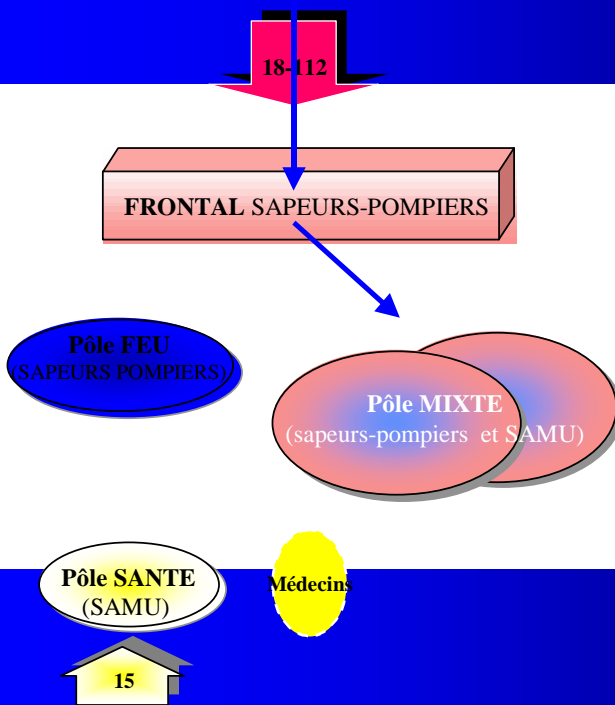 18-112
FRONTAL SAPEURS-POMPIERS
Pôle FEU
(SAPEURS POMPIERS)
Pôle MIXTE
(sapeurs-pompiers et SAMU)
Pôle SANTE
(SAMU)
Médecins
15